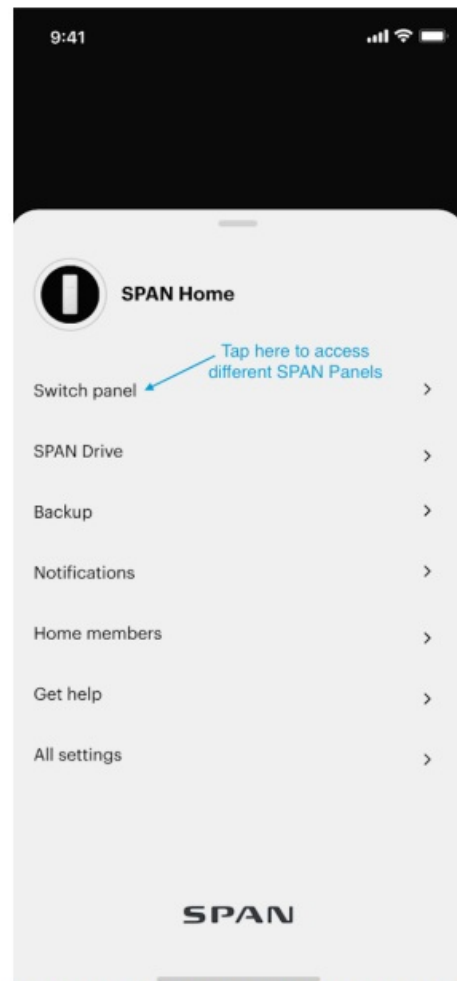 9:41
SPAN Home
Tap here to access
different SPAN Panels
Switch panel
SPAN Drive
Backup
Notifications
Home members
Get help
All settings
SPAN